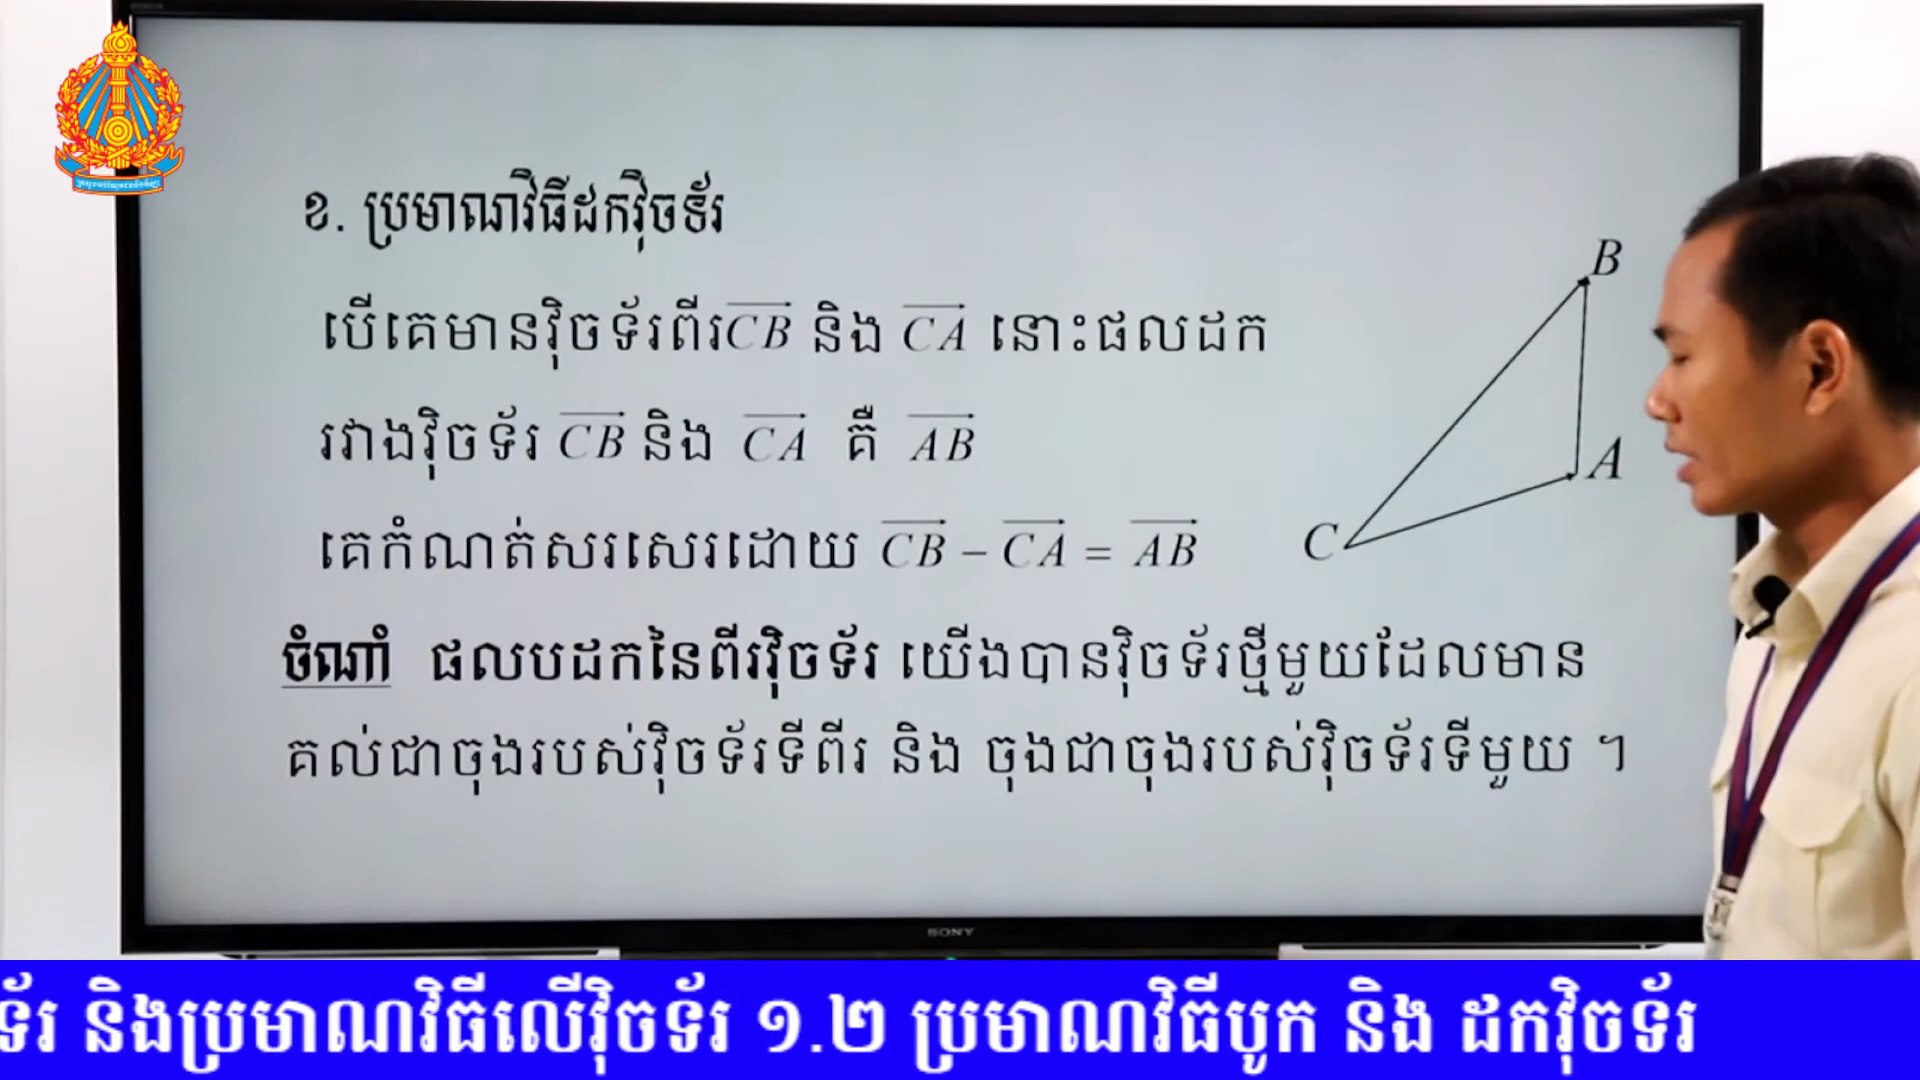 ខ. ប្រមាណវិធីដកវ៉ិចទ័រ
បើគេមានវ៉ិចទ័រពីរ $\overrightarrow{CB}$ និង $\overrightarrow{CA}$ នោះផលដក
រវាងវ៉ិចទ័រ $\overrightarrow{CB}$ និង $\overrightarrow{CA}$ គឺ $\overrightarrow{AB}$
គេកំណត់សរសេរដោយ $\overrightarrow{CB} - \overrightarrow{CA} = \overrightarrow{AB}$
B
A
C
ចំណាំ ផលបដកនៃពីរវ៉ិចទ័រ យើងបានវ៉ិចទ័រថ្មីមួយដែលមាន
គល់ជាចុងរបស់វ៉ិចទ័រទីពីរ និង ចុងជាចុងរបស់វ៉ិចទ័រទីមួយ ។
SONY
ទ័រ និងប្រមាណវិធីលើវ៉ិចទ័រ ១.២ ប្រមាណវិធីបូក និង ដកវ៉ិចទ័រ